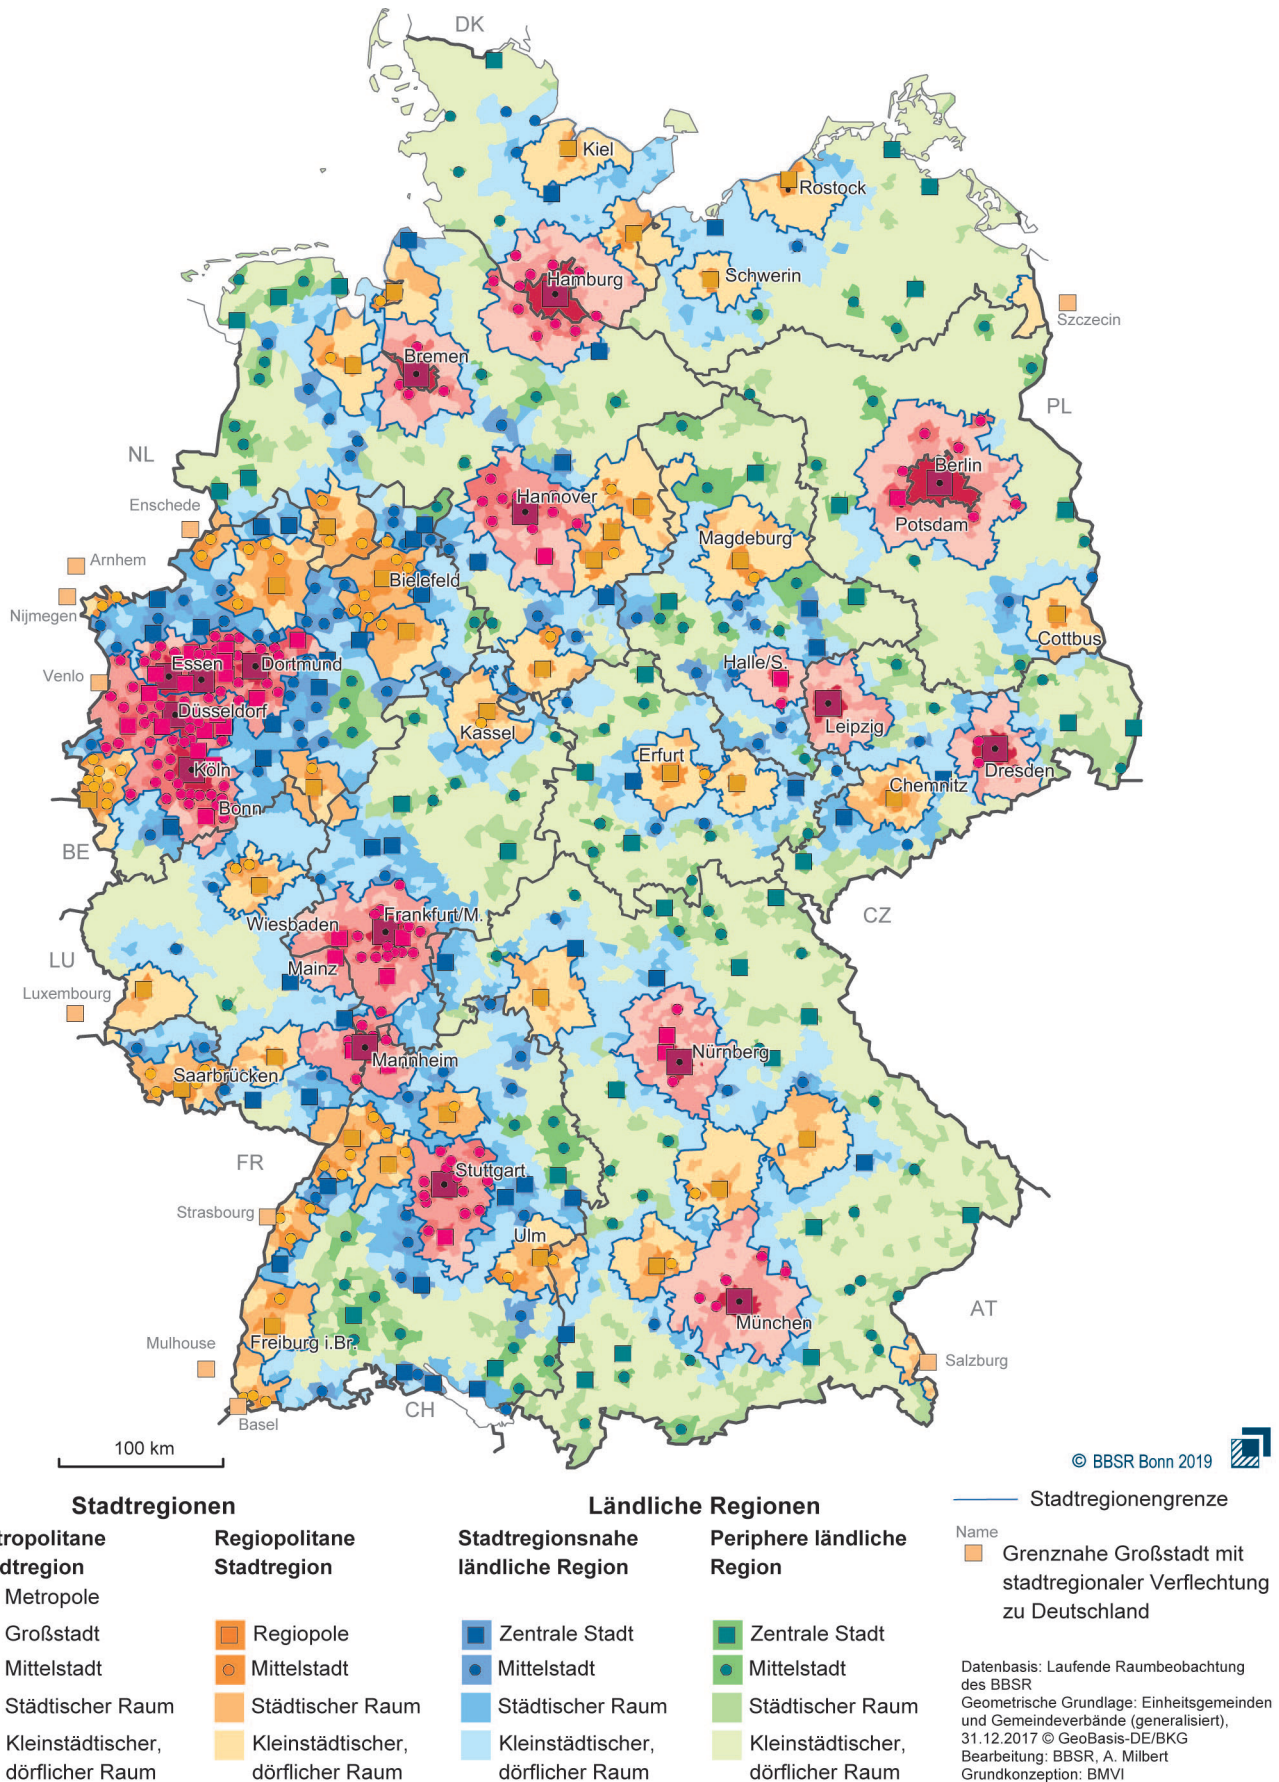 DK
Kiel
Rostock
Hamburg
Schwerin
Szczecin
Bremen
PL
NL
Berlin
Hannover
Enschede
Potsdam
Magdeburg
Arnhem
Bielefeld
Nijmegen
Cottbus
Essen
Dortmund
Halle/S.
Venlo
Düsseldorf
Leipzig
Kassel
Erfurt
Köln
Dresden
Chemnitz
Bonn
BE
Wiesbaden
Frankfurt/M.
CZ
LU
Mainz
Luxembourg
Nürnberg
Mannheim
Saarbrücken
FR
Stuttgart
Strasbourg
Ulm
AT
München
Mulhouse
Freiburg i.Br.
Salzburg
CH
Basel
100 km
© BBSR Bonn 2019
Stadtregionen
tropolitane
dtregion
Metropole
Großstadt
Mittelstadt
Städtischer Raum
Kleinstädtischer,
dörflicher Raum
Regiopolitane
Stadtregion
Regiopole
Mittelstadt
Städtischer Raum
Kleinstädtischer,
dörflicher Raum
Ländliche Regionen
Stadtregionsnahe
ländliche Region
Zentrale Stadt
Mittelstadt
Städtischer Raum
Kleinstädtischer,
dörflicher Raum
Periphere ländliche
Region
Zentrale Stadt
Mittelstadt
Städtischer Raum
Kleinstädtischer,
dörflicher Raum
Stadtregionengrenze
Name
Grenznahe Großstadt mit
stadtregionaler Verflechtung
zu Deutschland
Datenbasis: Laufende Raumbeobachtung
des BBSR
Geometrische Grundlage: Einheitsgemeinden
und Gemeindeverbände (generalisiert),
31.12.2017 © GeoBasis-DE/BKG
Bearbeitung: BBSR, A. Milbert
Grundkonzeption: BMVI